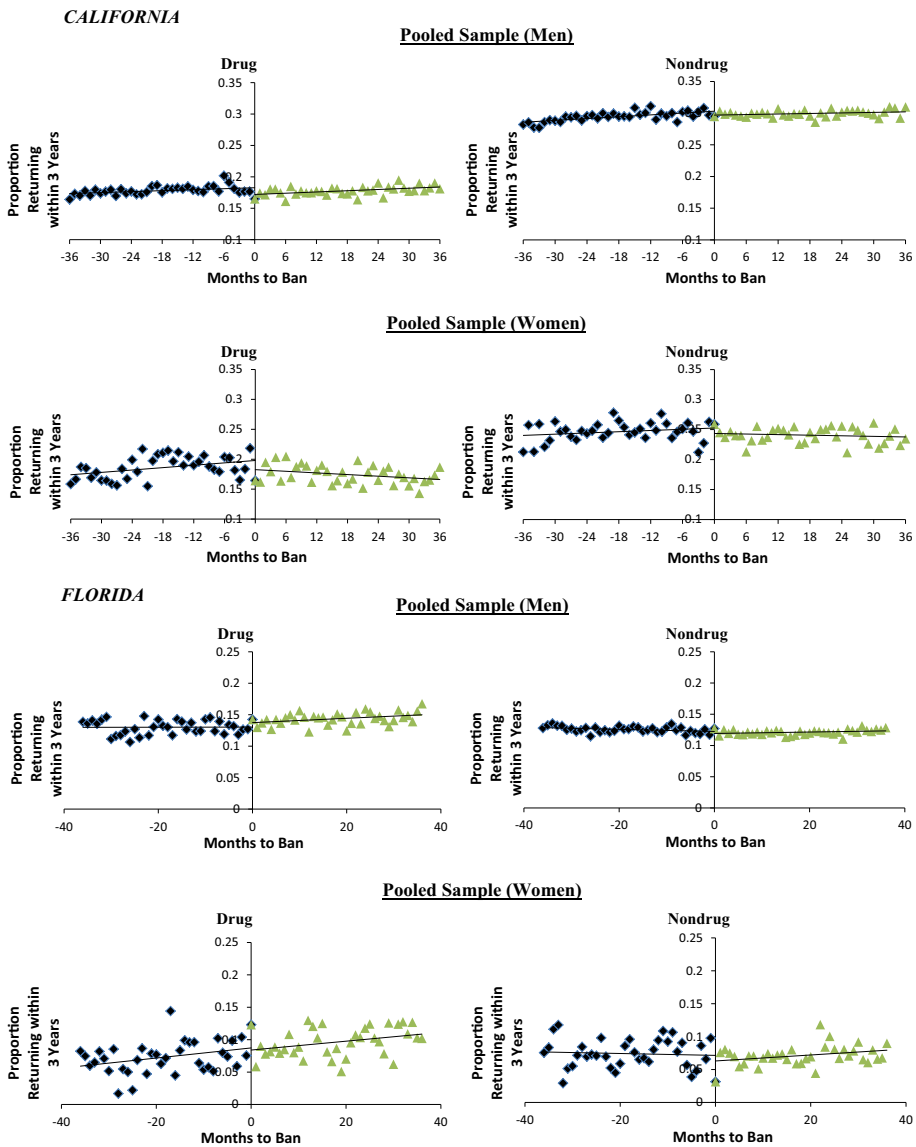 CALIFORNIA
Pooled Sample (Men)
Drug
0.35
0.3
0.25
0.2
0.15
0.1
-36 -30 -24 -18 -12 -6 0 6 12 18 24 30 36
Proportion
Returning
within 3 Years
Months to Ban
Nondrug
0.35
0.3
0.25
0.2
0.15
0.1
-36 -30 -24 -18 -12 -6 0 6 12 18 24 30 36
Proportion
Returning
within 3 Years
Months to Ban
Pooled Sample (Women)
Drug
0.35
0.3
0.25
0.2
0.15
0.1
-36 -30 -24 -18 -12 -6 0 6 12 18 24 30 36
Proportion
Returning
within 3 Years
Months to Ban
Nondrug
0.35
0.3
0.25
0.2
0.15
0.1
-36 -30 -24 -18 -12 -6 0 6 12 18 24 30 36
Proportion
Returning
within 3 Years
Months to Ban
FLORIDA
Pooled Sample (Men)
Drug
0.25
0.2
0.15
0.1
0.05
0
-40 -20 0 20 40
Proportion
Returning
within 3 Years
Months to Ban
Nondrug
0.25
0.2
0.15
0.1
0.05
0
-40 -20 0 20 40
Proportion
Returning
within 3 Years
Months to Ban
Pooled Sample (Women)
Drug
0.25
0.2
0.15
0.1
0.05
0
-40 -20 0 20 40
Proportion
Returning within
3 Years
Months to Ban
Nondrug
0.25
0.2
0.15
0.1
0.05
0
-40 -20 0 20 40
Proportion
Returning within
3 Years
Months to Ban